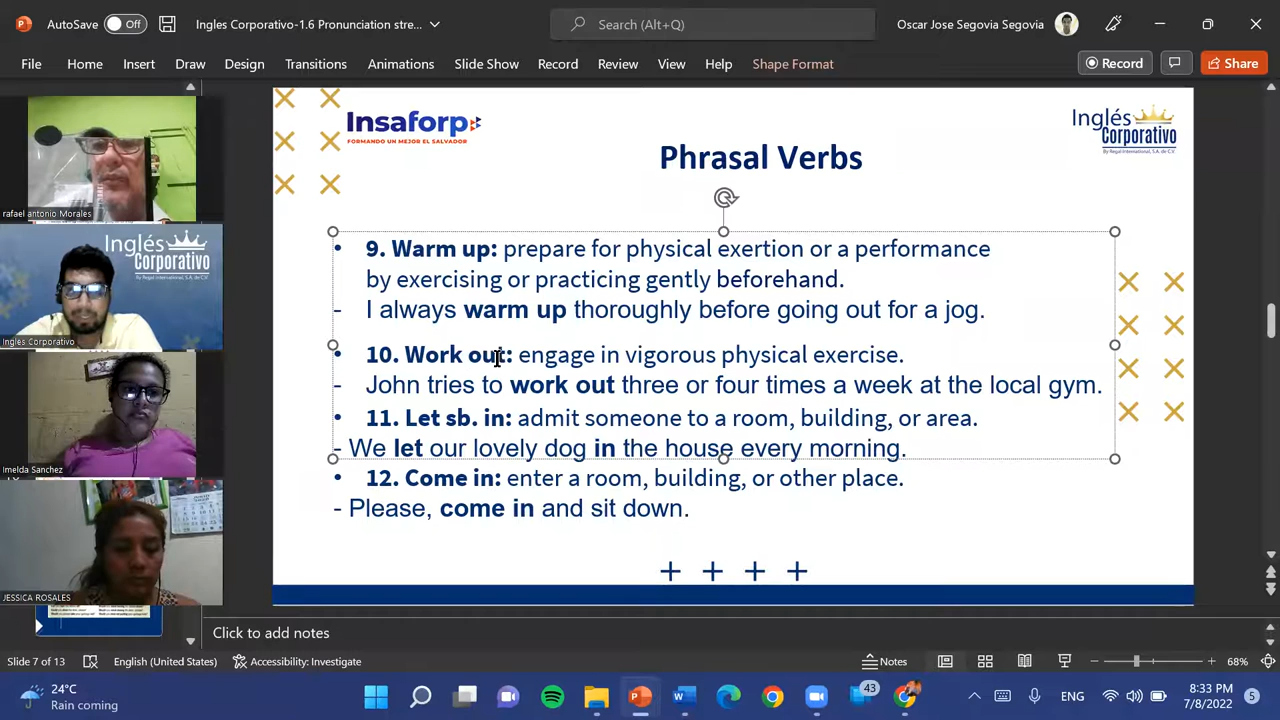 AutoSave Off
Ingles Corporativo-1.6 Pronunciation stre...
Search (Alt+Q)
Oscar Jose Segovia Segovia
File Home Insert Draw Design Transitions Animations Slide Show Record Review View Help Shape Format
Record
Share
rafael antonio Morales
Inglés Corporativo
Inglés Corporativo
Imelda Sanchez
JESSICA ROSALES
Insaforp
FORMANDO UN MEJOR EL SALVADOR
Inglés
Corporativo
By Regal International, S.A. de C.V.
Phrasal Verbs
• 9. Warm up: prepare for physical exertion or a performance
by exercising or practicing gently beforehand.
- I always warm up thoroughly before going out for a jog.
• 10. Work out: engage in vigorous physical exercise.
- John tries to work out three or four times a week at the local gym.
• 11. Let sb. in: admit someone to a room, building, or area.
- We let our lovely dog in the house every morning.
• 12. Come in: enter a room, building, or other place.
- Please, come in and sit down.
Click to add notes
Slide 7 of 13
English (United States)
Accessibility: Investigate
Notes
68%
24°C
Rain coming
43
ENG
8:33 PM
7/8/2022
5